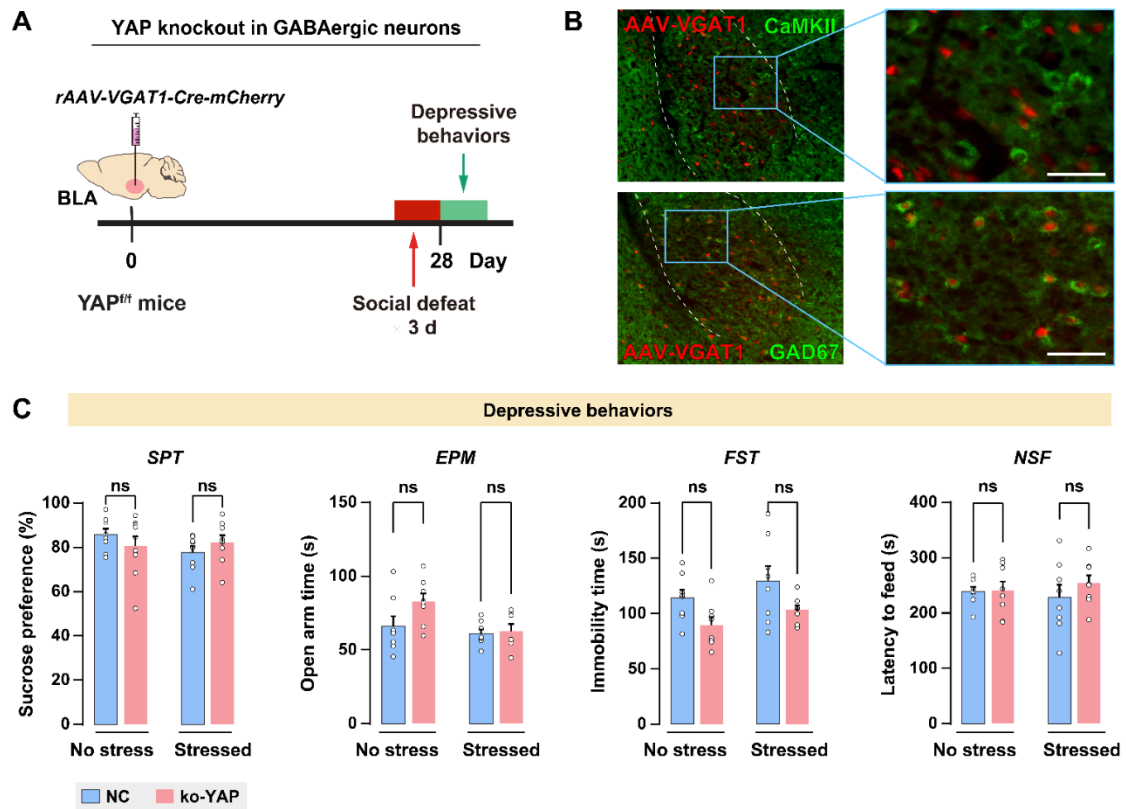 A
YAP knockout in GABAergic neurons
rAAV-VGAT1-Cre-mCherry
Depressive
behaviors
BLA
0
28
Day
YAPf/f mice
Social defeat
× 3 d
B
AAV-VGAT1
CaMKII
AAV-VGAT1
GAD67
C
Depressive behaviors
SPT
ns
ns
Sucrose preference (%)
100
80
60
40
20
0
No stress
Stressed
EPM
ns
ns
Open arm time (s)
150
100
50
0
No stress
Stressed
FST
ns
ns
Immobility time (s)
200
150
100
50
0
No stress
Stressed
NSF
ns
ns
Latency to feed (s)
400
300
200
100
0
No stress
Stressed
NC
ko-YAP